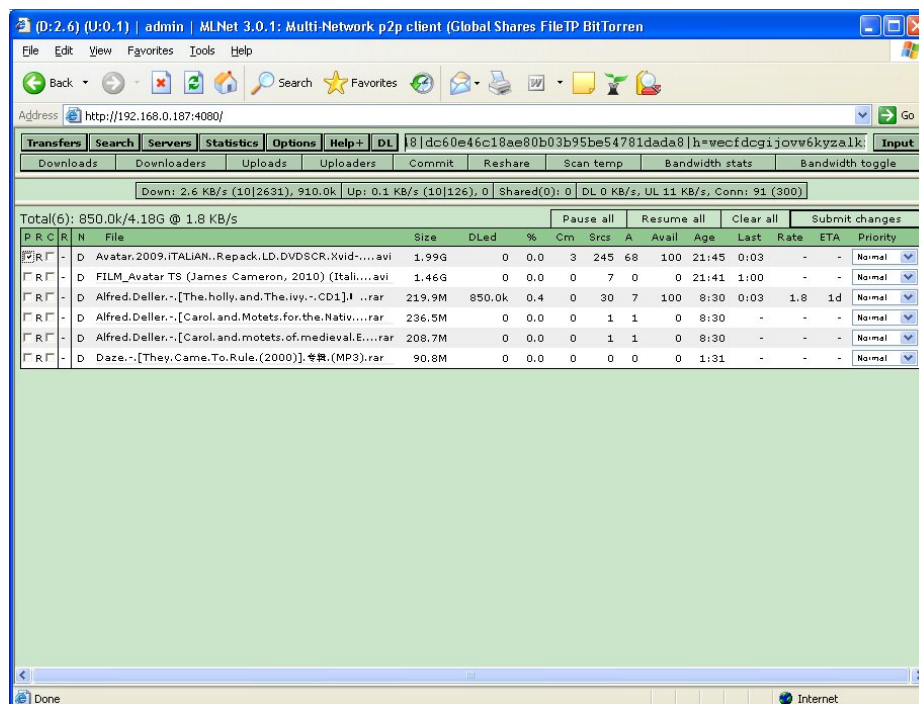 (D:2.6) (U:0.1) | admin | MLNet 3.0.1: Multi-Network p2p client (Global Shares FileTP BitTorren
File Edit View Favorites Tools Help
Back Search Favorites
Address http://192.168.0.187:4080/ Go
Transfers Search Servers Statistics Options Help+ DL 8|dc60e46c18ae80b03b95be54781dada8|h=wecfdcgijovw6kyzalk Input
Downloads Downloaders Uploads Uploaders Commit Reshare Scan temp Bandwidth stats Bandwidth toggle
Down: 2.6 KB/s (10|2631), 910.0k Up: 0.1 KB/s (10|126), 0 Shared(0): 0 DL 0 KB/s, UL 11 KB/s, Conn: 91 (300)
Total(6): 850.0k/4.18G @ 1.8 KB/s Pause all Resume all Clear all Submit changes
P R C R N File Size DLed % Cm Srcs A Avail Age Last Rate ETA Priority
R - D Avatar.2009.iTALiAN..Repack.LD.DVDSCR.Xvid-....avi 1.99G 0 0.0 3 245 68 100 21:45 0:03 - - Normal
R - D FILM_Avatar TS (James Cameron, 2010) (Itali....avi 1.46G 0 0.0 0 7 0 0 21:41 1:00 - - Normal
R - D Alfred.Deller.-.[The.holly.and.The.ivy.-.CD1].! ..rar 219.9M 850.0k 0.4 0 30 7 100 8:30 0:03 1.8 1d Normal
R - D Alfred.Deller.-.[Carol.and.Motets.for.the.Nativ....rar 236.5M 0 0.0 0 1 1 0 8:30 - - - Normal
R - D Alfred.Deller.-.[Carol.and.motets.of.medieval.E....rar 208.7M 0 0.0 0 1 1 0 8:30 - - - Normal
R - D Daze.-.[They.Came.To.Rule.(2000)].专辑.(MP3).rar 90.8M 0 0.0 0 0 0 0 1:31 - - - Normal
Done Internet